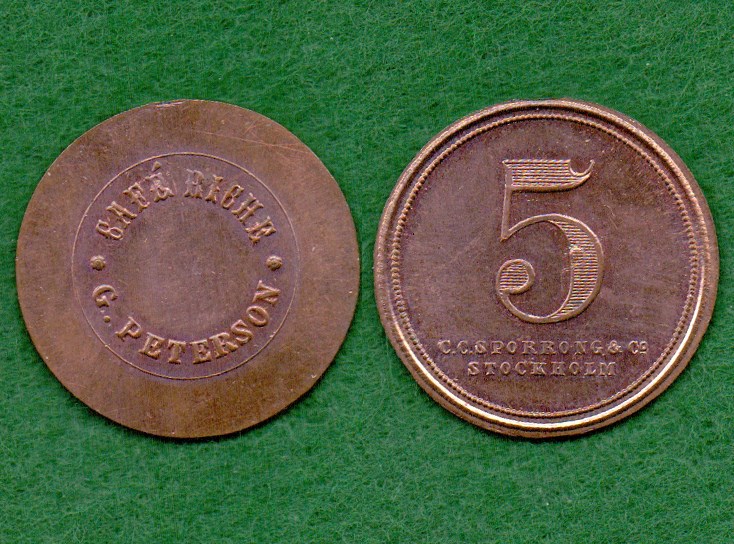 CAFÉ RICHE
G. PETERSON
5
C.C.SPORRONG & Co
STOCKHOLM